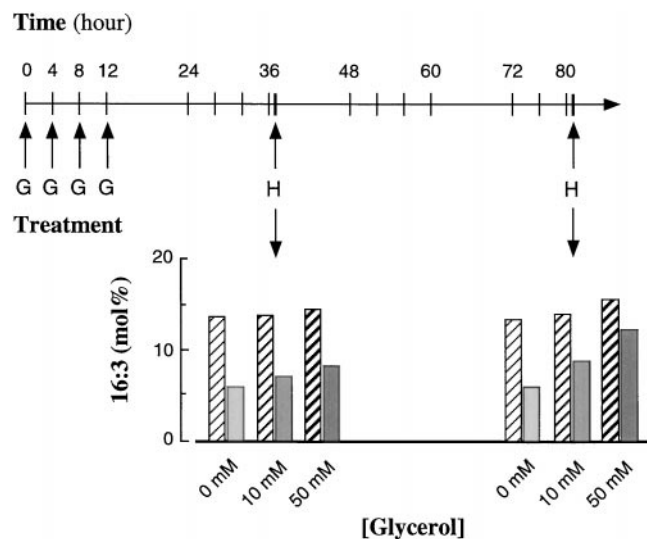 Time (hour)
0 4 8 12 24 36 48 60 72 80
G G G G H H
Treatment
20
10
0
16:3 (mol%)
0 mM 10 mM 50 mM 0 mM 10 mM 50 mM
[Glycerol]